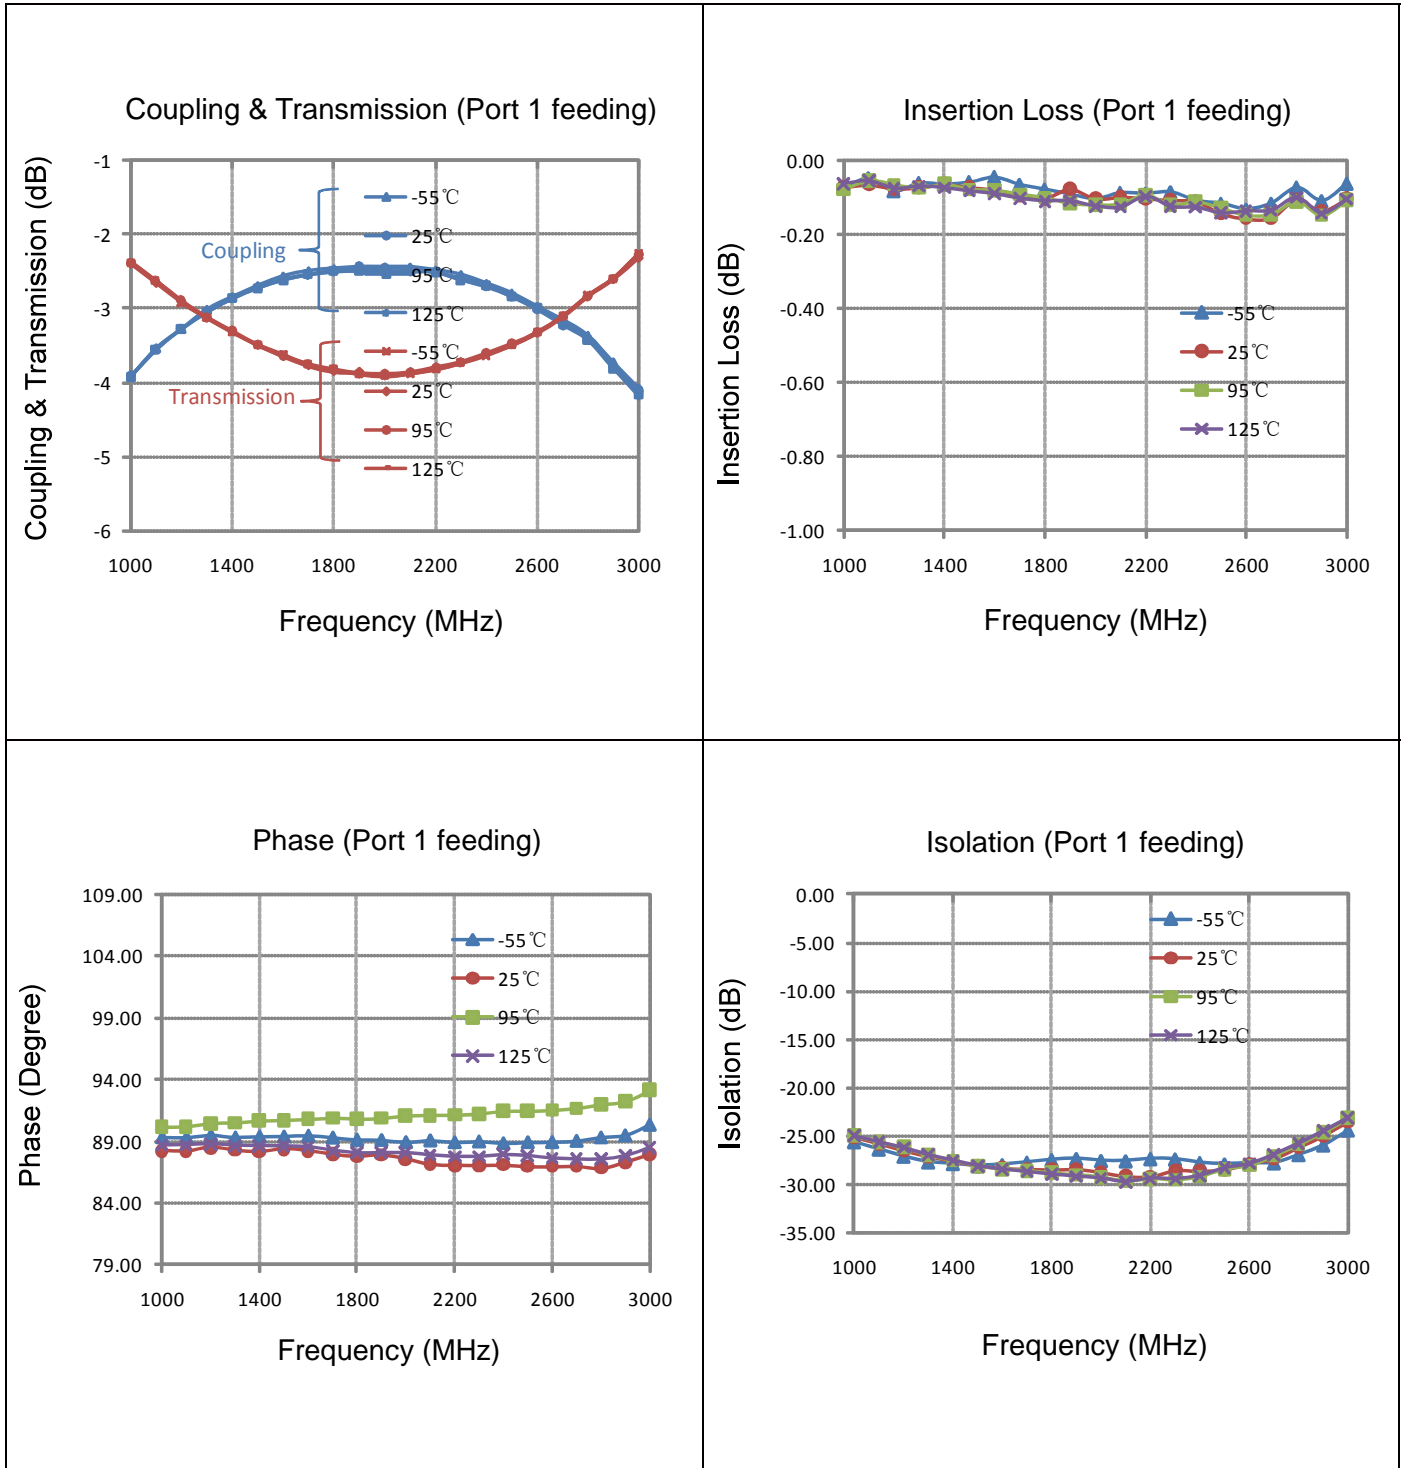 Coupling & Transmission (Port 1 feeding)
Coupling & Transmission (dB)
-1
-2
-3
-4
-5
-6
Coupling
-55℃
25℃
95℃
125℃
Transmission
-55℃
25℃
95℃
125℃
1000 1400 1800 2200 2600 3000
Frequency (MHz)
Insertion Loss (Port 1 feeding)
Insertion Loss (dB)
0.00
-0.20
-0.40
-0.60
-0.80
-1.00
-55℃
25℃
95℃
125℃
1000 1400 1800 2200 2600 3000
Frequency (MHz)
Phase (Port 1 feeding)
Phase (Degree)
109.00
104.00
99.00
94.00
89.00
84.00
79.00
-55℃
25℃
95℃
125℃
1000 1400 1800 2200 2600 3000
Frequency (MHz)
Isolation (Port 1 feeding)
Isolation (dB)
0.00
-5.00
-10.00
-15.00
-20.00
-25.00
-30.00
-35.00
-55℃
25℃
95℃
125℃
1000 1400 1800 2200 2600 3000
Frequency (MHz)